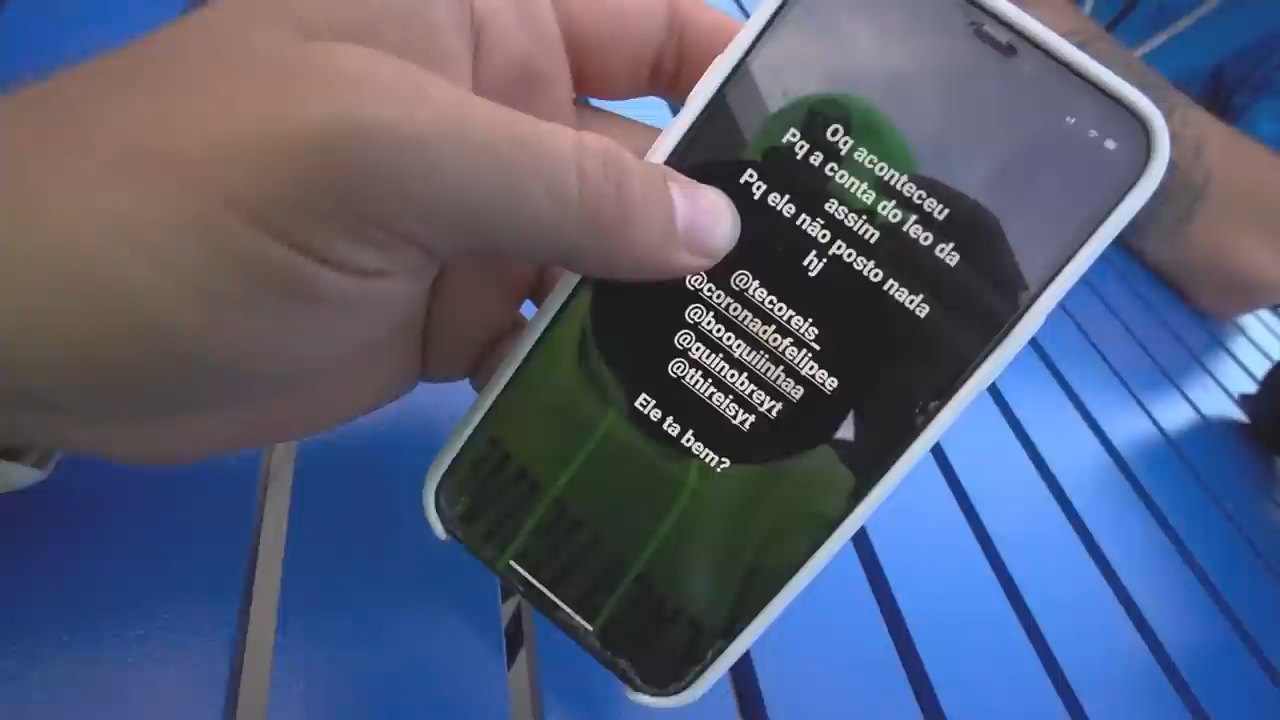 Oq aconteceu
Pq a conta do leo da
assim
Pq ele não posto nada
hj
@tecoreis_
@coronadofelipee
@booquiinhaa
@guinobreyt
@thireisyt
Ele ta bem?